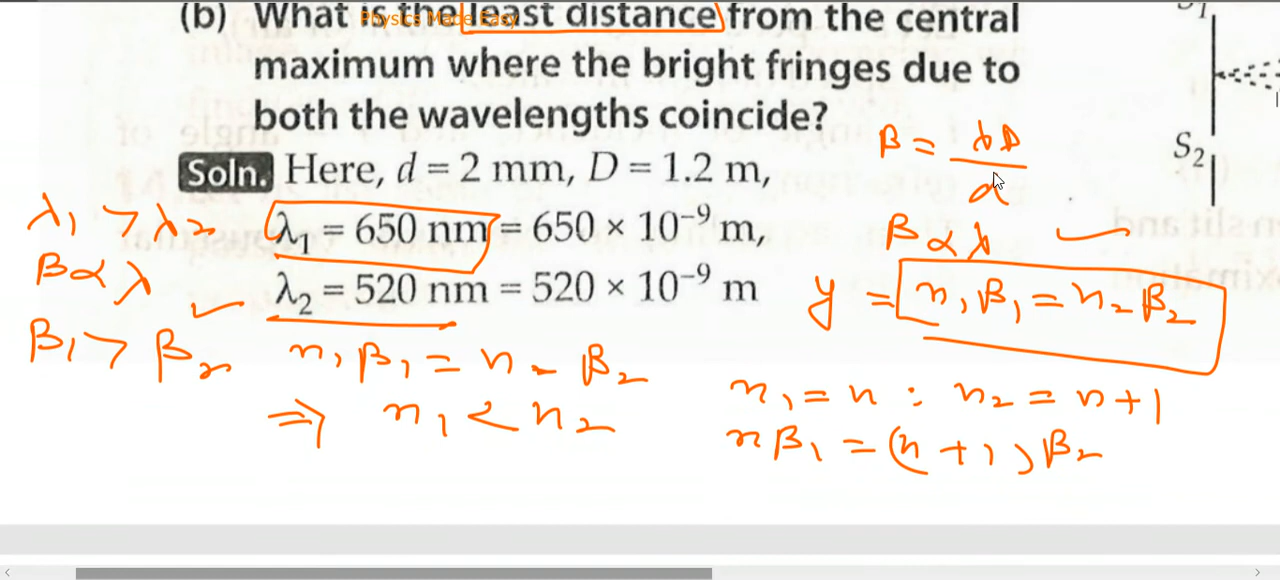 (b) What is the least distance from the central
Physics Made Easy
maximum where the bright fringes due to
both the wavelengths coincide?
Soln. Here, d = 2 mm, D = 1.2 m,
λ₁ = 650 nm = 650 × 10⁻⁹ m,
λ₂ = 520 nm = 520 × 10⁻⁹ m
λ₁ > λ₂
β ∝ λ
β₁ > β₂
n₁β₁ = n₂β₂
⇒ n₁ < n₂
β = λD/d
β ∝ λ
y = n₁β₁ = n₂β₂
n₁ = n : n₂ = n+1
nβ₁ = (n+1)β₂
S₂